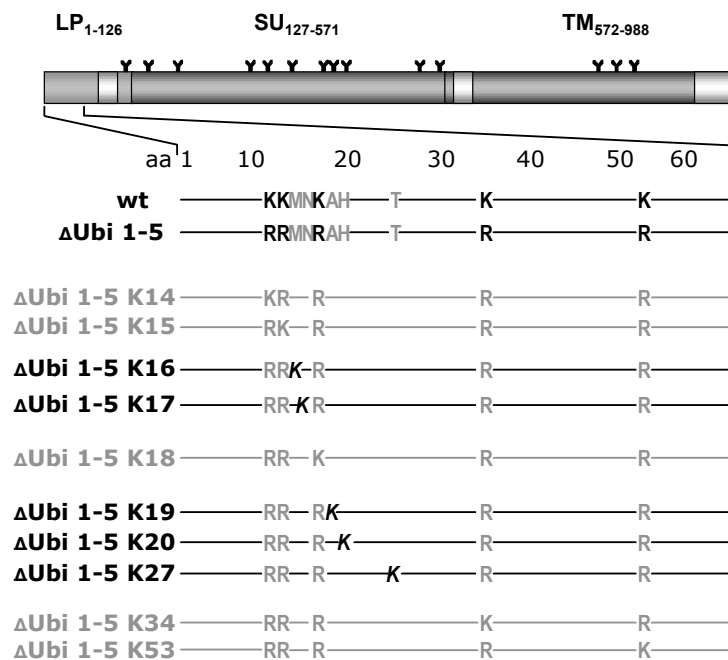 LP1-126 SU127-571 TM572-988
aa 1 10 20 30 40 50 60
wt KKMNKAH T K K
ΔUbi 1-5 RRMNRAH T R R
ΔUbi 1-5 K14 KR R R R
ΔUbi 1-5 K15 RK R R R
ΔUbi 1-5 K16 RRK R R R
ΔUbi 1-5 K17 RR K R R R
ΔUbi 1-5 K18 RR K R R
ΔUbi 1-5 K19 RR RK R R
ΔUbi 1-5 K20 RR R K R R
ΔUbi 1-5 K27 RR R K R R
ΔUbi 1-5 K34 RR R K R
ΔUbi 1-5 K53 RR R R K